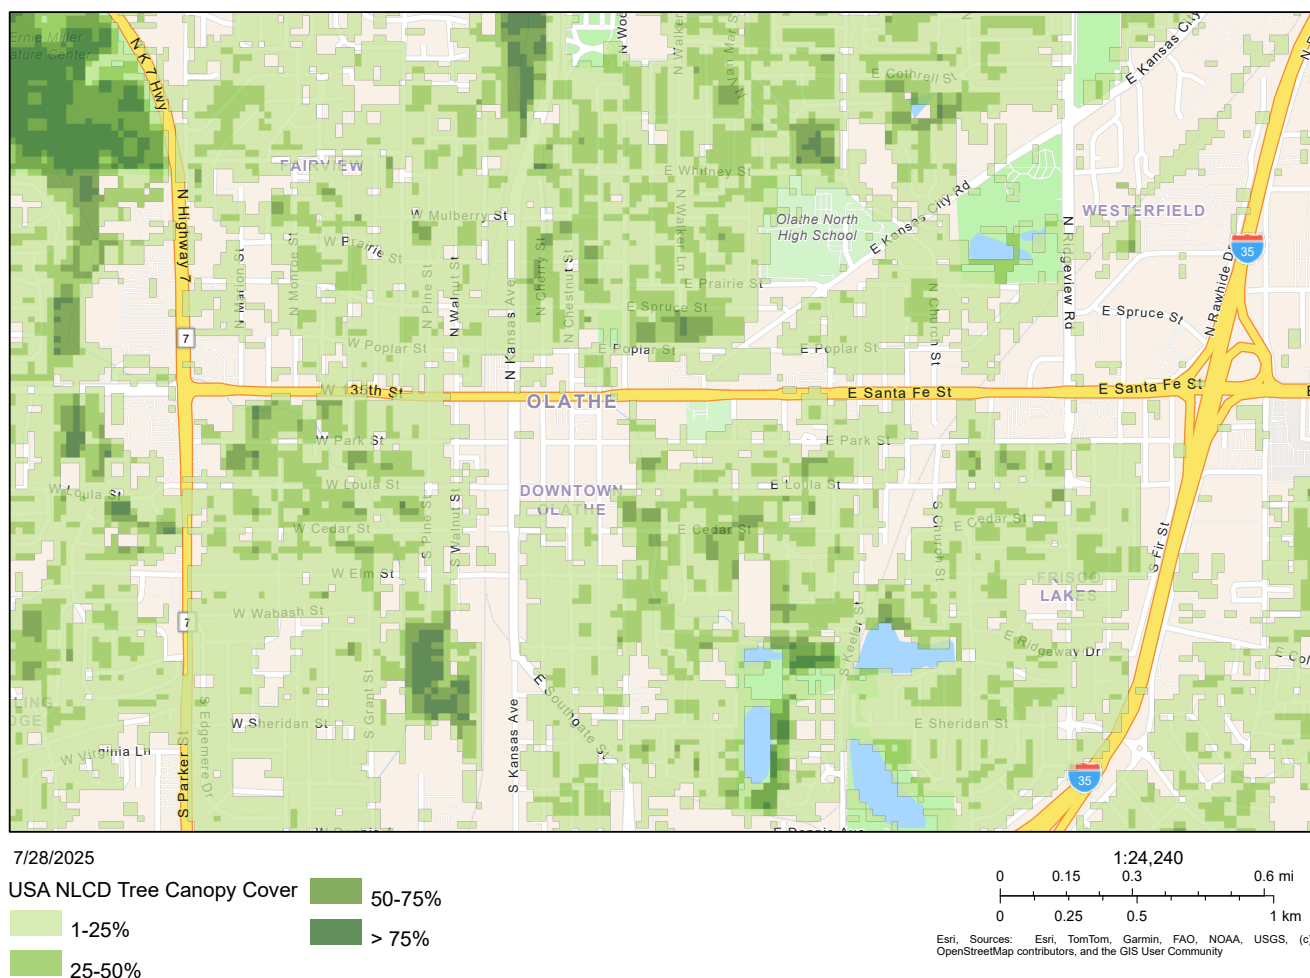 Ernie Miller
ature Center
N K 7 Hwy
N Woo
N Walker
N
E Cothrell St
E Kansas City
FAIRVIEW
E Whitney St
W Mulberry St
N Highway 7
W Prairie St
N Marion St
N Monroe St
N Pine St
N Walnut St
N Kansas Ave
N Cherry St
N Chestnut St
N Walker Ln
Olathe North
High School
E Kansas City Rd
WESTERFIELD
N Ridgeview Rd
35
N Rawhide Dr
E Prairie St
E Spruce St
N Church St
E Spruce St
7
W Poplar St
E Poplar St
E Poplar St
W 135th St
OLATHE
E Santa Fe St
E Santa Fe St
E
W Park St
E Park St
W Loula St
W Loula St
DOWNTOWN
OLATHE
E Loula St
S Pine St
S Walnut St
W Cedar St
E Cedar St
S Church St
E Cedar St
S Fir St
W Elm St
FRISCO
LAKES
7
W Wabash St
S Keeler St
E Ridgeway Dr
E Col
LING
DGE
S Edgemere Dr
S Grant St
E Southgate St
W Sheridan St
E Sheridan St
W Virginia Ln
S Parker St
S Kansas Ave
35
E Dennis Ave
7/28/2025
USA NLCD Tree Canopy Cover
1-25%
25-50%
50-75%
> 75%
1:24,240
0 0.15 0.3 0.6 mi
0 0.25 0.5 1 km
Esri, Sources: Esri, TomTom, Garmin, FAO, NOAA, USGS, (c)
OpenStreetMap contributors, and the GIS User Community